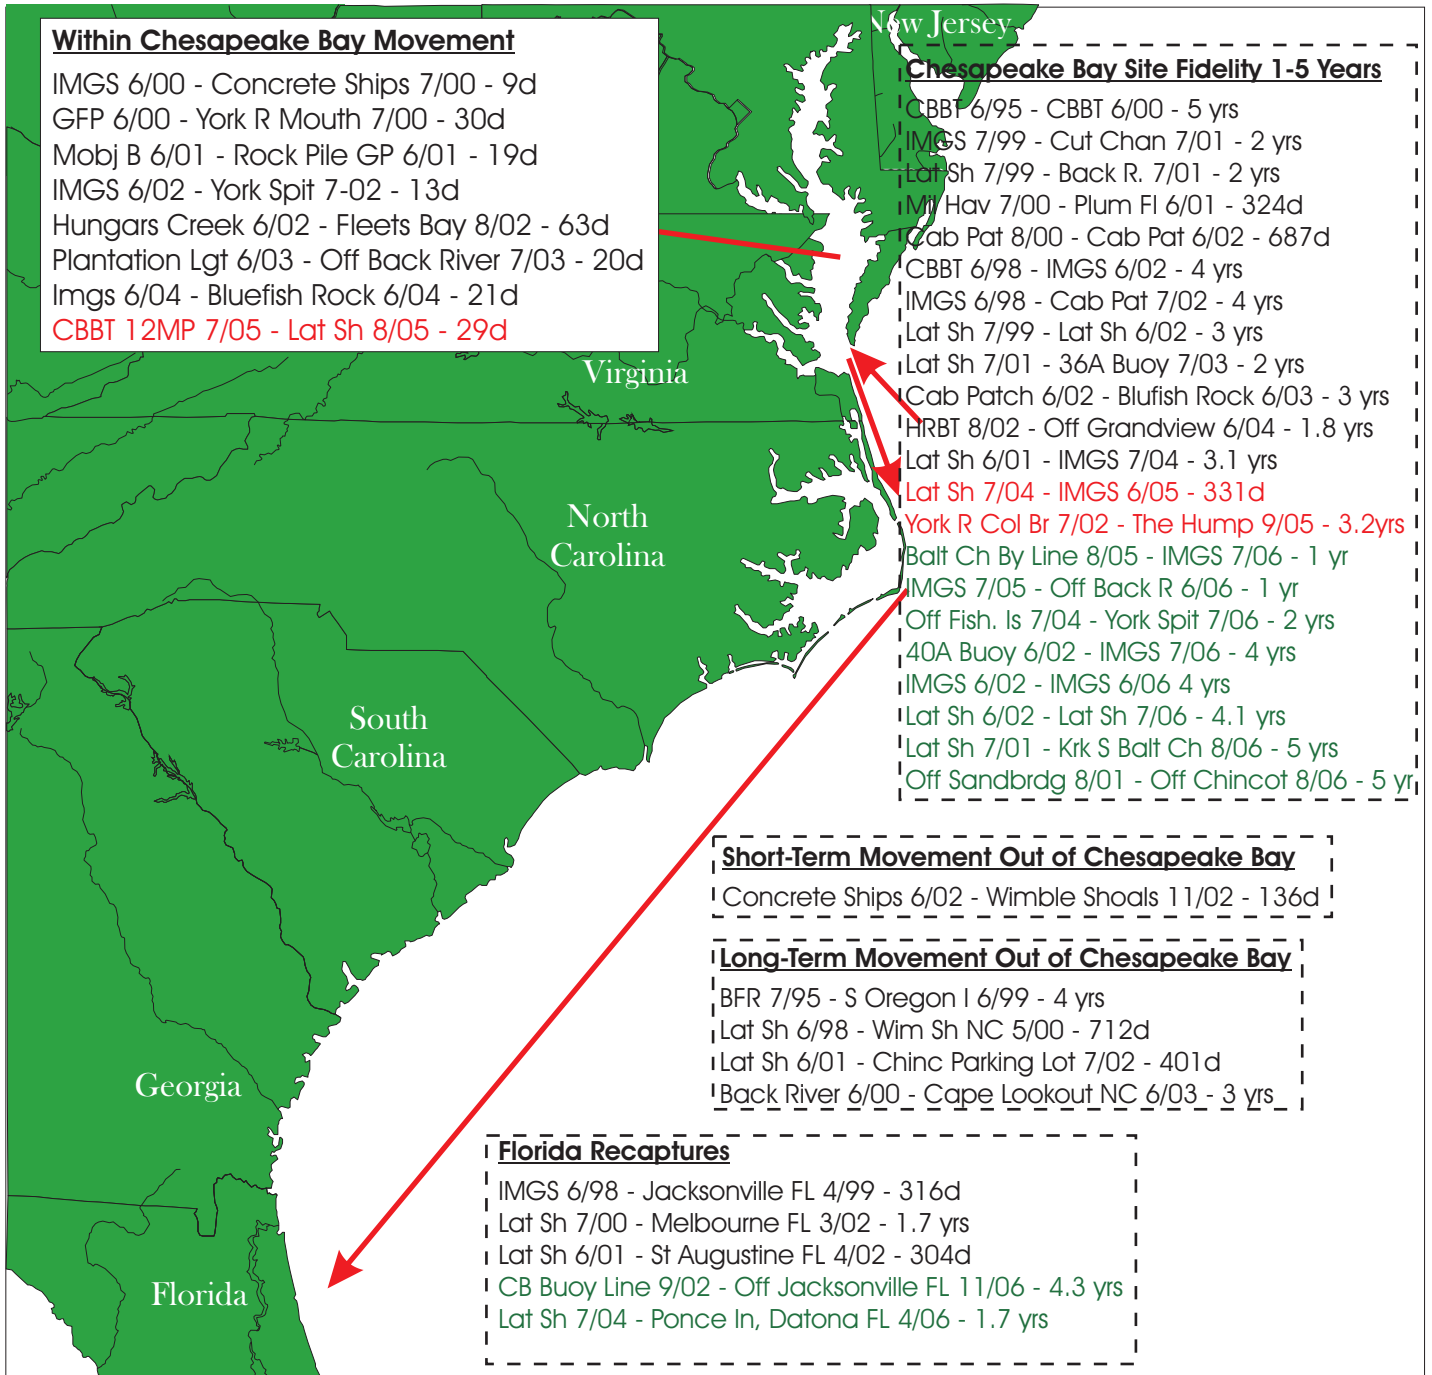 Within Chesapeake Bay Movement
IMGS 6/00 - Concrete Ships 7/00 - 9d
GFP 6/00 - York R Mouth 7/00 - 30d
Mobj B 6/01 - Rock Pile GP 6/01 - 19d
IMGS 6/02 - York Spit 7-02 - 13d
Hungars Creek 6/02 - Fleets Bay 8/02 - 63d
Plantation Lgt 6/03 - Off Back River 7/03 - 20d
Imgs 6/04 - Bluefish Rock 6/04 - 21d
CBBT 12MP 7/05 - Lat Sh 8/05 - 29d
New Jersey
Chesapeake Bay Site Fidelity 1-5 Years
CBBT 6/95 - CBBT 6/00 - 5 yrs
IMGS 7/99 - Cut Chan 7/01 - 2 yrs
Lat Sh 7/99 - Back R. 7/01 - 2 yrs
Mil Hav 7/00 - Plum Fl 6/01 - 324d
Cab Pat 8/00 - Cab Pat 6/02 - 687d
CBBT 6/98 - IMGS 6/02 - 4 yrs
IMGS 6/98 - Cab Pat 7/02 - 4 yrs
Lat Sh 7/99 - Lat Sh 6/02 - 3 yrs
Lat Sh 7/01 - 36A Buoy 7/03 - 2 yrs
Cab Patch 6/02 - Blufish Rock 6/03 - 3 yrs
HRBT 8/02 - Off Grandview 6/04 - 1.8 yrs
Lat Sh 6/01 - IMGS 7/04 - 3.1 yrs
Lat Sh 7/04 - IMGS 6/05 - 331d
York R Col Br 7/02 - The Hump 9/05 - 3.2yrs
Balt Ch By Line 8/05 - IMGS 7/06 - 1 yr
IMGS 7/05 - Off Back R 6/06 - 1 yr
Off Fish. Is 7/04 - York Spit 7/06 - 2 yrs
40A Buoy 6/02 - IMGS 7/06 - 4 yrs
IMGS 6/02 - IMGS 6/06 4 yrs
Lat Sh 6/02 - Lat Sh 7/06 - 4.1 yrs
Lat Sh 7/01 - Krk S Balt Ch 8/06 - 5 yrs
Off Sandbrdg 8/01 - Off Chincot 8/06 - 5 yr
Virginia
North
Carolina
South
Carolina
Georgia
Florida
Short-Term Movement Out of Chesapeake Bay
Concrete Ships 6/02 - Wimble Shoals 11/02 - 136d
Long-Term Movement Out of Chesapeake Bay
BFR 7/95 - S Oregon I 6/99 - 4 yrs
Lat Sh 6/98 - Wim Sh NC 5/00 - 712d
Lat Sh 6/01 - Chinc Parking Lot 7/02 - 401d
Back River 6/00 - Cape Lookout NC 6/03 - 3 yrs
Florida Recaptures
IMGS 6/98 - Jacksonville FL 4/99 - 316d
Lat Sh 7/00 - Melbourne FL 3/02 - 1.7 yrs
Lat Sh 6/01 - St Augustine FL 4/02 - 304d
CB Buoy Line 9/02 - Off Jacksonville FL 11/06 - 4.3 yrs
Lat Sh 7/04 - Ponce In, Datona FL 4/06 - 1.7 yrs